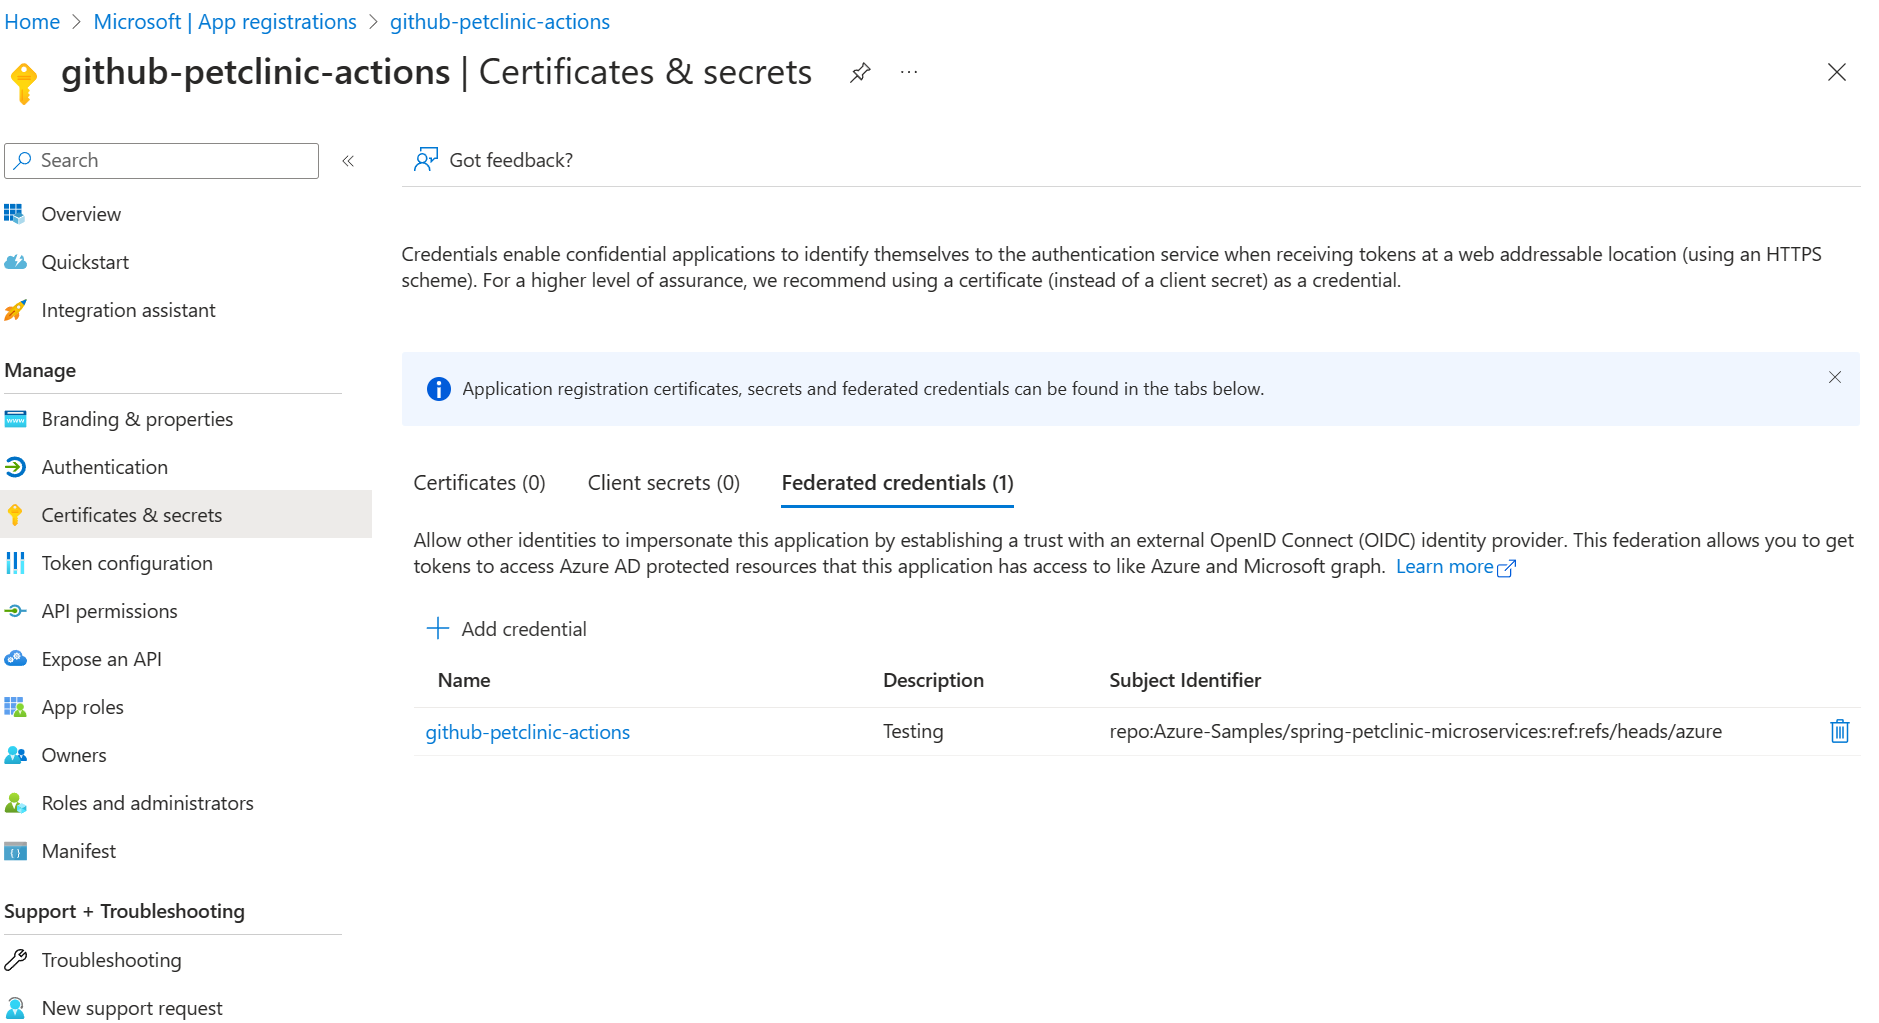 Home > Microsoft | App registrations > github-petclinic-actions
github-petclinic-actions | Certificates & secrets
Search
Got feedback?
Overview
Quickstart
Integration assistant
Manage
Branding & properties
Authentication
Certificates & secrets
Token configuration
API permissions
Expose an API
App roles
Owners
Roles and administrators
Manifest
Support + Troubleshooting
Troubleshooting
New support request
Credentials enable confidential applications to identify themselves to the authentication service when receiving tokens at a web addressable location (using an HTTPS
scheme). For a higher level of assurance, we recommend using a certificate (instead of a client secret) as a credential.
Application registration certificates, secrets and federated credentials can be found in the tabs below.
Certificates (0) Client secrets (0) Federated credentials (1)
Allow other identities to impersonate this application by establishing a trust with an external OpenID Connect (OIDC) identity provider. This federation allows you to get
tokens to access Azure AD protected resources that this application has access to like Azure and Microsoft graph. Learn more
Add credential
Name Description Subject Identifier
github-petclinic-actions Testing repo:Azure-Samples/spring-petclinic-microservices:ref:refs/heads/azure